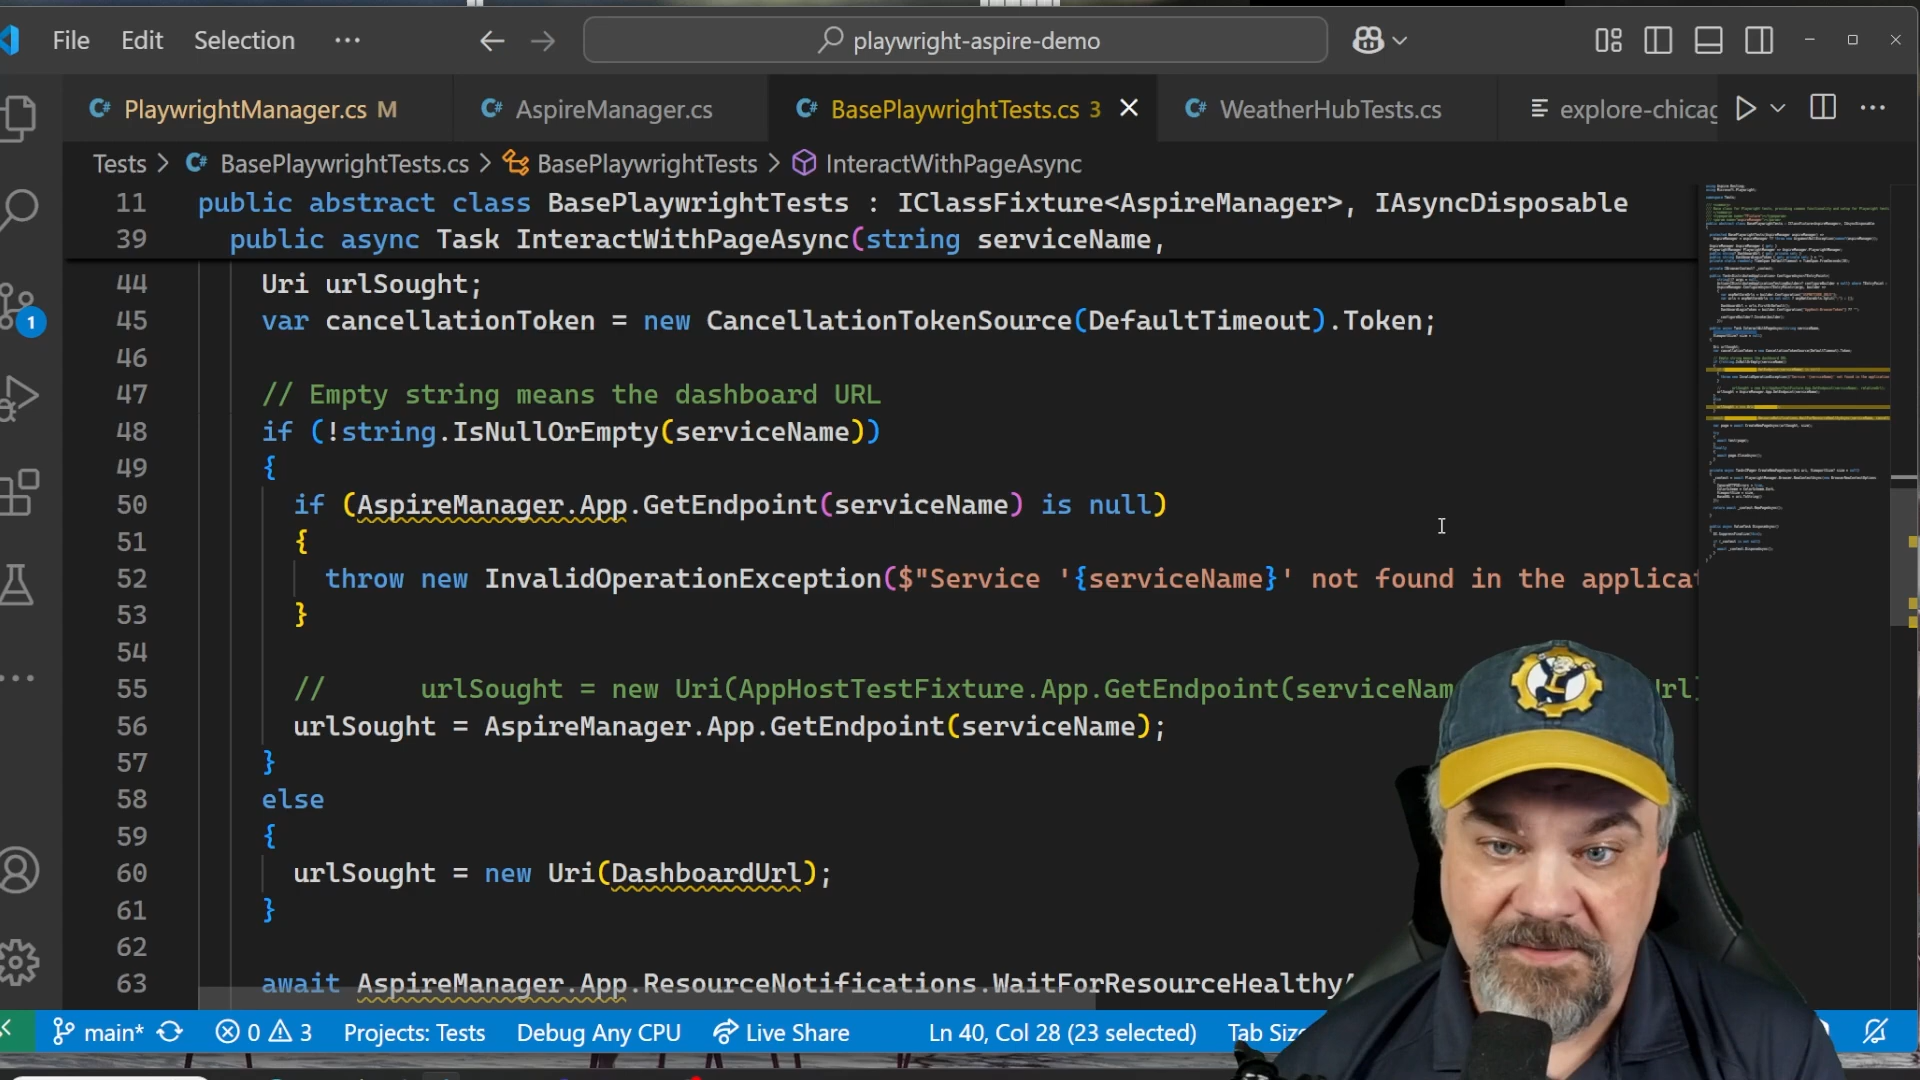 File Edit Selection ··· playwright-aspire-demo
PlaywrightManager.cs M AspireManager.cs BasePlaywrightTests.cs 3 WeatherHubTests.cs explore-chicag
Tests > BasePlaywrightTests.cs > BasePlaywrightTests > InteractWithPageAsync
11 public abstract class BasePlaywrightTests : IClassFixture<AspireManager>, IAsyncDisposable
39 public async Task InteractWithPageAsync(string serviceName,
44 Uri urlSought;
45 var cancellationToken = new CancellationTokenSource(DefaultTimeout).Token;
46
47 // Empty string means the dashboard URL
48 if (!string.IsNullOrEmpty(serviceName))
49 {
50 if (AspireManager.App.GetEndpoint(serviceName) is null)
51 {
52 throw new InvalidOperationException($"Service '{serviceName}' not found in the applicat
53 }
54
55 // urlSought = new Uri(AppHostTestFixture.App.GetEndpoint(serviceNam
56 urlSought = AspireManager.App.GetEndpoint(serviceName);
57 }
58 else
59 {
60 urlSought = new Uri(DashboardUrl);
61 }
62
63 await AspireManager.App.ResourceNotifications.WaitForResourceHealthyA
1
main* 0 3 Projects: Tests Debug Any CPU Live Share Ln 40, Col 28 (23 selected) Tab Siz